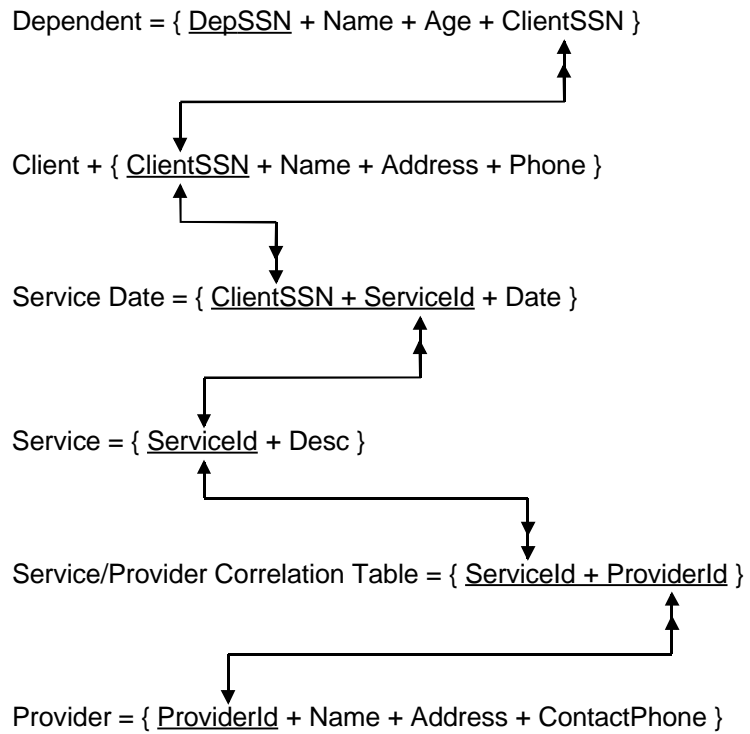 Dependent = { DepSSN + Name + Age + ClientSSN }
Client + { ClientSSN + Name + Address + Phone }
Service Date = { ClientSSN + ServiceId + Date }
Service = { ServiceId + Desc }
Service/Provider Correlation Table = { ServiceId + ProviderId }
Provider = { ProviderId + Name + Address + ContactPhone }